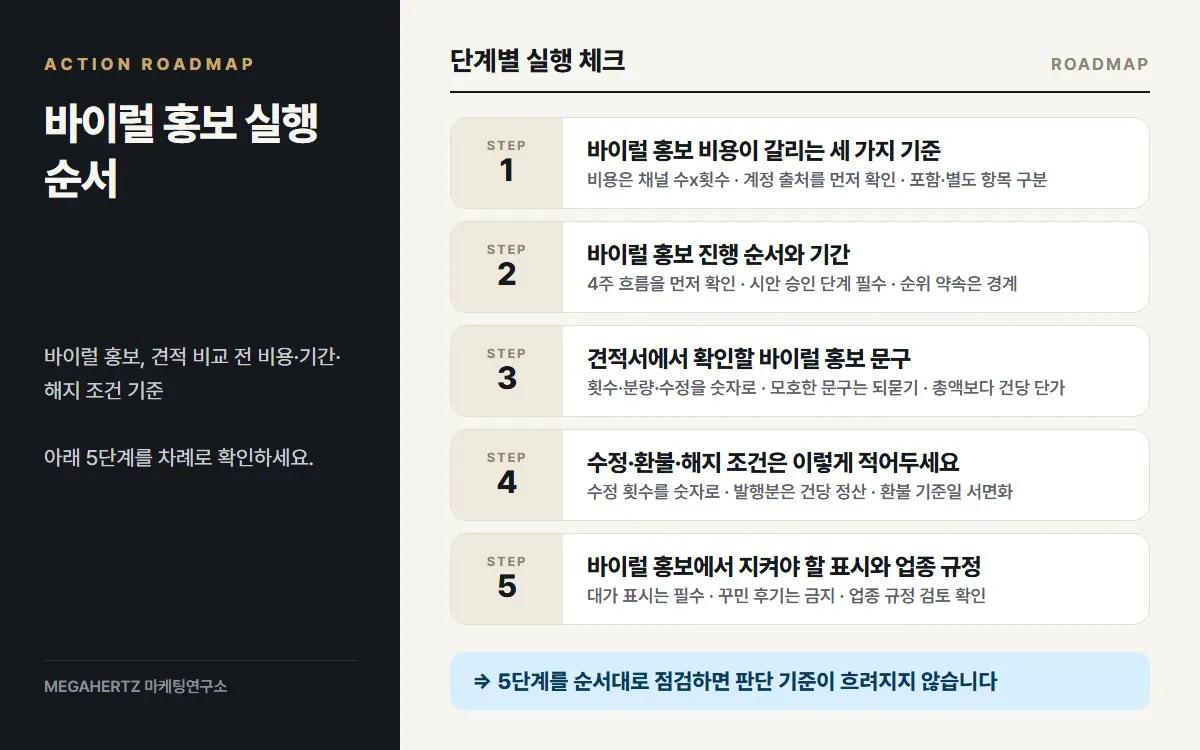 ACTION ROADMAP
바이럴 홍보 실행
순서
바이럴 홍보, 견적 비교 전 비용·기간·
해지 조건 기준
아래 5단계를 차례로 확인하세요.
MEGAHERTZ 마케팅연구소
단계별 실행 체크
ROADMAP
STEP
1
바이럴 홍보 비용이 갈리는 세 가지 기준
비용은 채널 수x횟수 · 계정 출처를 먼저 확인 · 포함·별도 항목 구분
STEP
2
바이럴 홍보 진행 순서와 기간
4주 흐름을 먼저 확인 · 시안 승인 단계 필수 · 순위 약속은 경계
STEP
3
견적서에서 확인할 바이럴 홍보 문구
횟수·분량·수정을 숫자로 · 모호한 문구는 되묻기 · 총액보다 건당 단가
STEP
4
수정·환불·해지 조건은 이렇게 적어두세요
수정 횟수를 숫자로 · 발행분은 건당 정산 · 환불 기준일 서면화
STEP
5
바이럴 홍보에서 지켜야 할 표시와 업종 규정
대가 표시는 필수 · 꾸민 후기는 금지 · 업종 규정 검토 확인
→ 5단계를 순서대로 점검하면 판단 기준이 흐려지지 않습니다